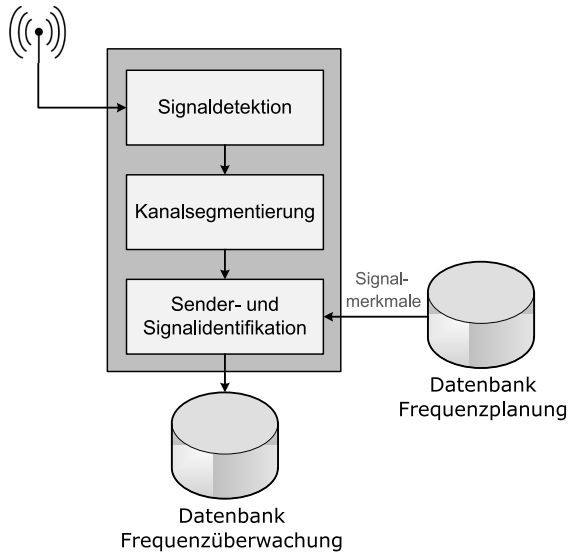 Signaldetektion
Kanalsegmentierung
Sender- und
Signalidentifikation
Signal-
merkmale
Datenbank
Frequenzplanung
Datenbank
Frequenzüberwachung